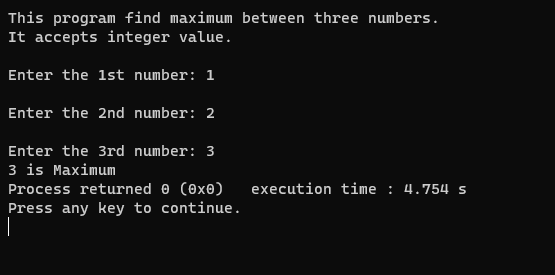 This program find maximum between three numbers.
It accepts integer value.
Enter the 1st number: 1
Enter the 2nd number: 2
Enter the 3rd number: 3
3 is Maximum
Process returned 0 (0x0)   execution time : 4.754 s
Press any key to continue.